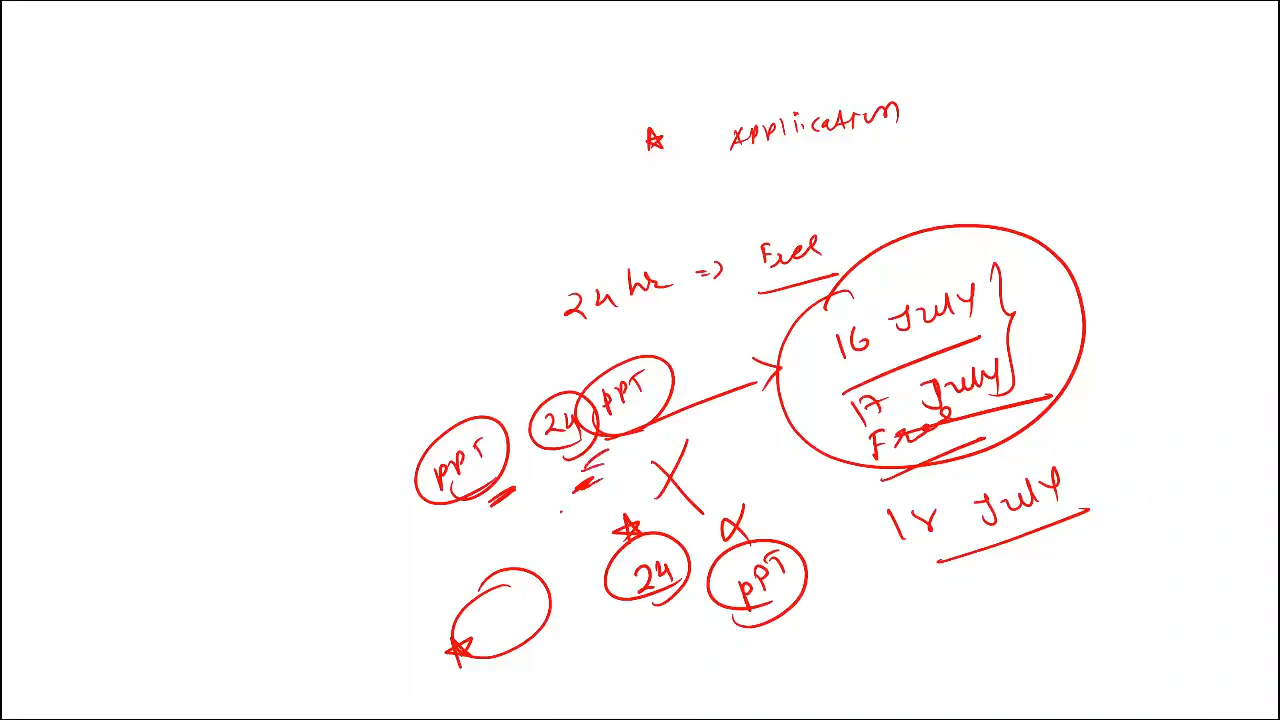 Application
24 hr => Free
16 July
17 July
Free
24 PPT
PPT
18 July
24 PPT